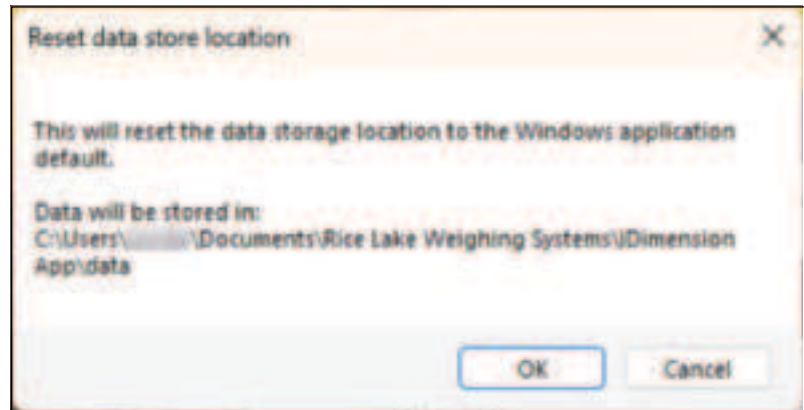 Reset data store location
This will reset the data storage location to the Windows application
default.
Data will be stored in:
C:\Users\ \Documents\Rice Lake Weighing Systems\IDimension
App\data
OK Cancel